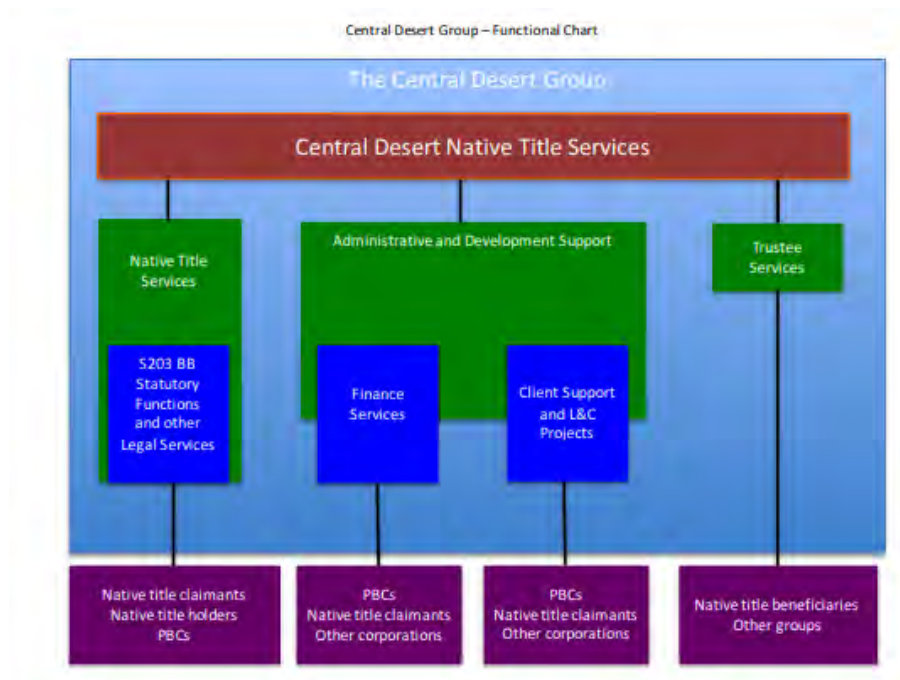 Central Desert Group – Functional Chart
The Central Desert Group
Central Desert Native Title Services
Native Title
Services
S203 BB
Statutory
Functions
and other
Legal Services
Administrative and Development Support
Finance
Services
Client Support
and L&C
Projects
Trustee
Services
Native title claimants
Native title holders
PBCs
PBCs
Native title claimants
Other corporations
PBCs
Native title claimants
Other corporations
Native title beneficiaries
Other groups